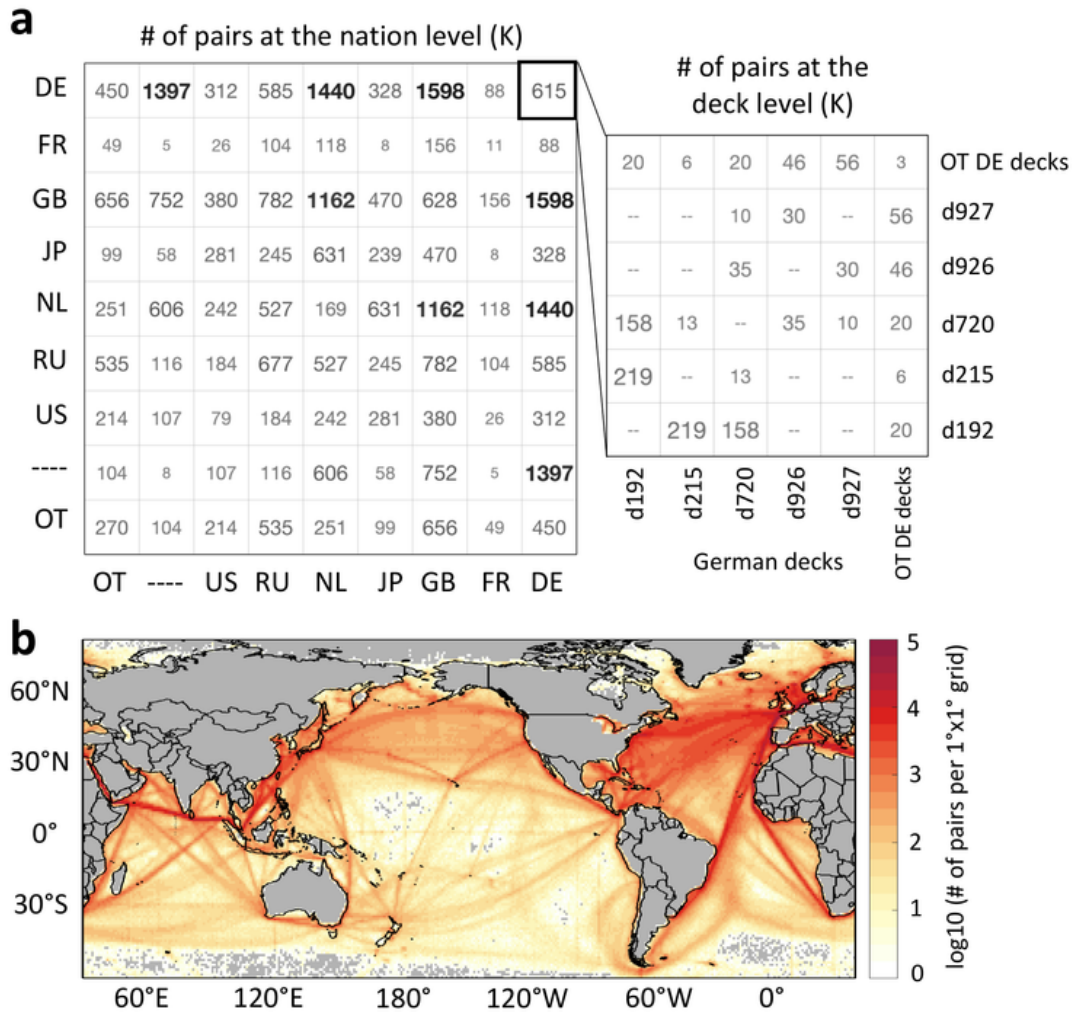 a
# of pairs at the nation level (K)
DE 450 1397 312 585 1440 328 1598 88 615
FR 49 5 26 104 118 8 156 11 88
GB 656 752 380 782 1162 470 628 156 1598
JP 99 58 281 245 631 239 470 8 328
NL 251 606 242 527 169 631 1162 118 1440
RU 535 116 184 677 527 245 782 104 585
US 214 107 79 184 242 281 380 26 312
---- 104 8 107 116 606 58 752 5 1397
OT 270 104 214 535 251 99 656 49 450
OT ---- US RU NL JP GB FR DE
# of pairs at the
deck level (K)
20 6 20 46 56 3 OT DE decks
-- -- 10 30 -- 56 d927
-- -- 35 -- 30 46 d926
158 13 -- 35 10 20 d720
219 -- 13 -- -- 6 d215
-- 219 158 -- -- 20 d192
d192 d215 d720 d926 d927 OT DE decks
German decks
b
60°N
30°N
0°
30°S
60°E 120°E 180° 120°W 60°W 0°
5
4
3
2
1
0
log10 (# of pairs per 1°x1° grid)